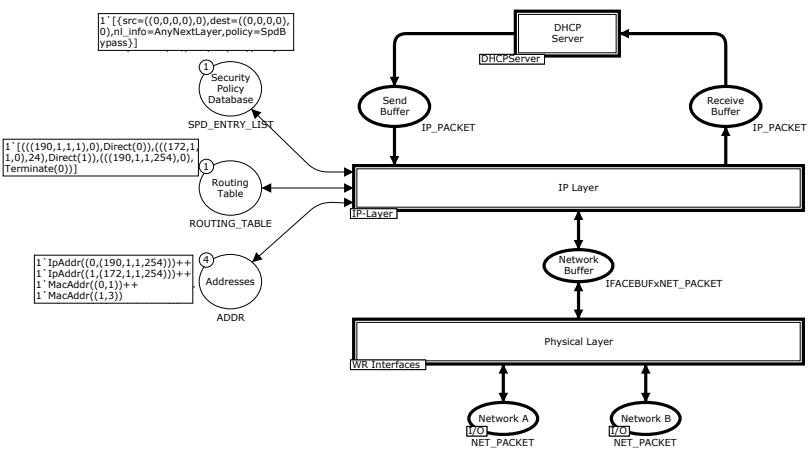 1`[{src=((0,0,0,0),0),dest=((0,0,0,0),
0),nl_info=AnyNextLayer,policy=SpdB
ypass}]
DHCP
Server
DHCPServer
1
Security
Policy
Database
SPD_ENTRY_LIST
Send
Buffer
IP_PACKET
Receive
Buffer
IP_PACKET
1`[(((190,1,1,1),0),Direct(0)),(((172,1,
1,0),24),Direct(1)),(((190,1,1,254),0),
Terminate(0))]
1
Routing
Table
ROUTING_TABLE
IP Layer
IP-Layer
1`IpAddr((0,(190,1,1,254)))++
1`IpAddr((1,(172,1,1,254)))++
1`MacAddr((0,1))++
1`MacAddr((1,3))
4
Addresses
ADDR
Network
Buffer
IFACEBUFxNET_PACKET
Physical Layer
WR Interfaces
Network A
I/O
NET_PACKET
Network B
I/O
NET_PACKET